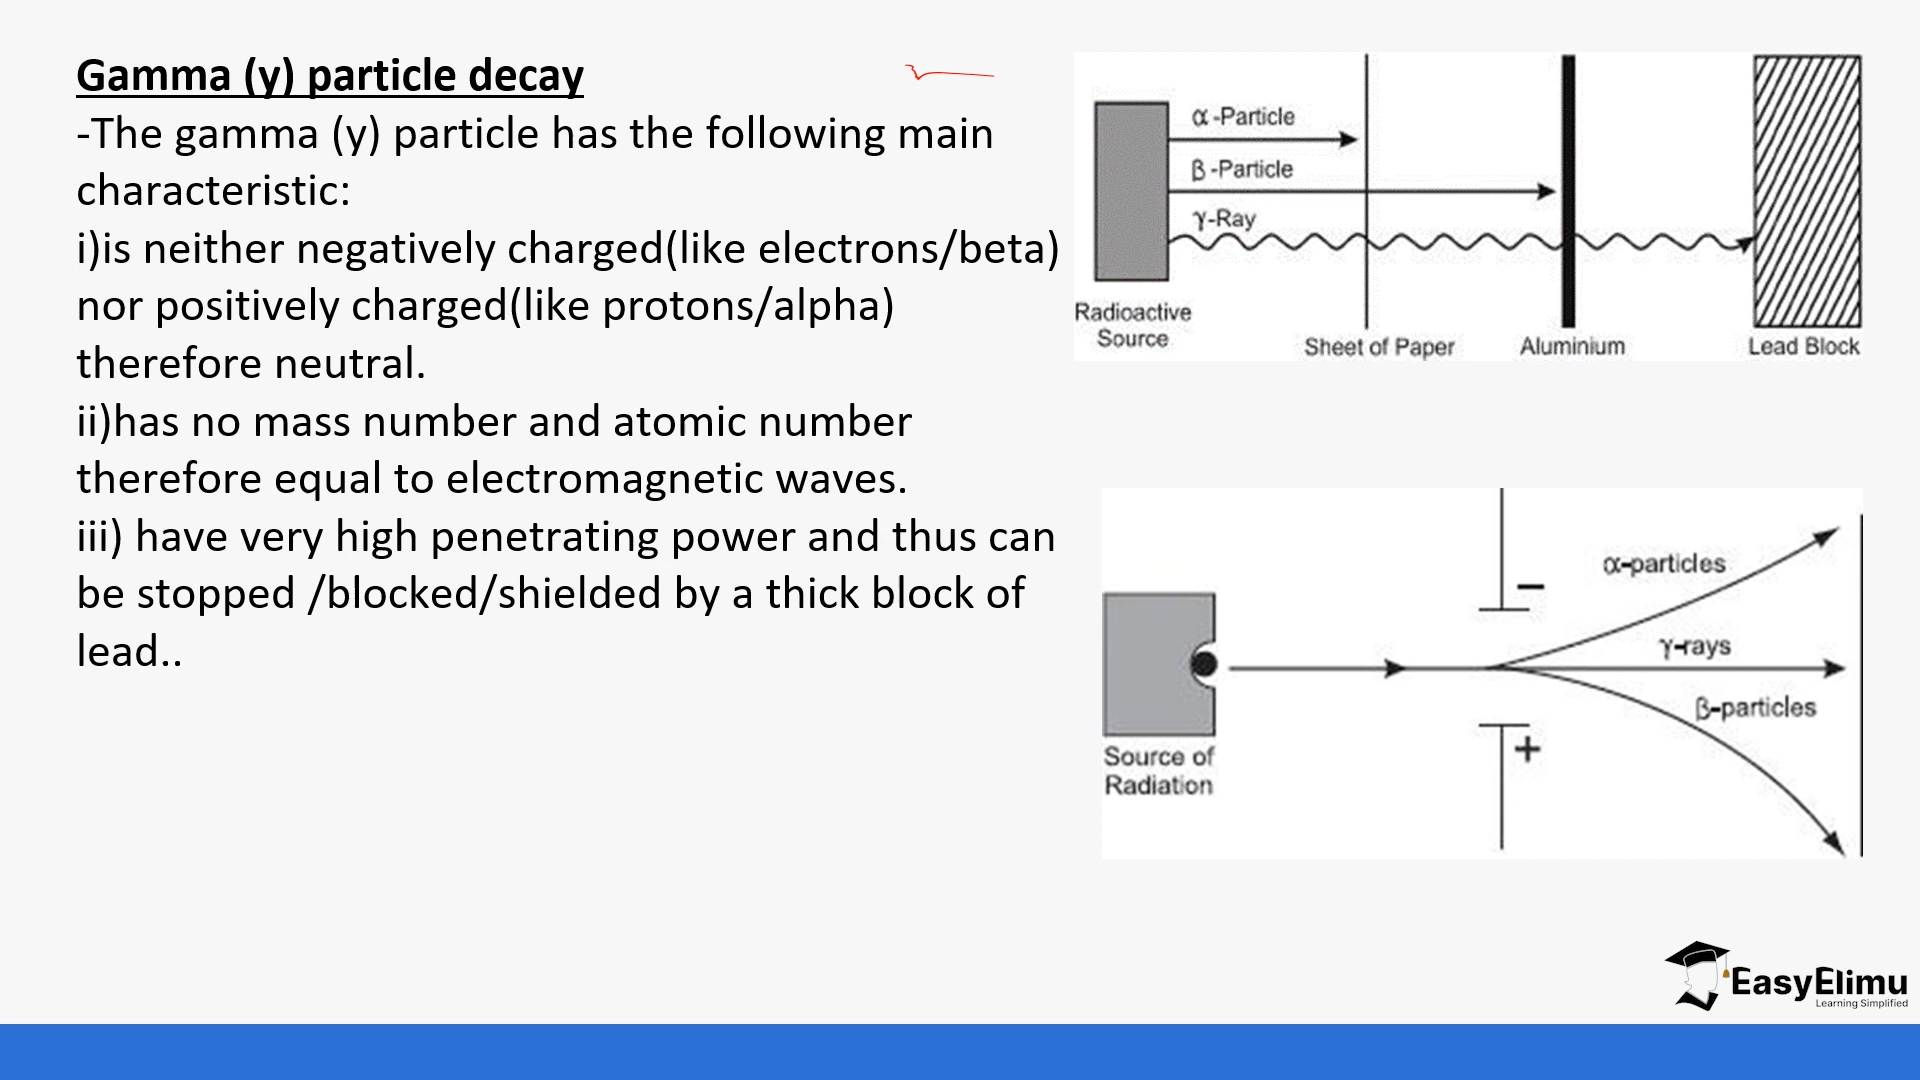 Gamma (y) particle decay
-The gamma (y) particle has the following main
characteristic:
i)is neither negatively charged(like electrons/beta)
nor positively charged(like protons/alpha)
therefore neutral.
ii)has no mass number and atomic number
therefore equal to electromagnetic waves.
iii) have very high penetrating power and thus can
be stopped /blocked/shielded by a thick block of
lead..
α-Particle
β-Particle
γ-Ray
Radioactive
Source
Sheet of Paper
Aluminium
Lead Block
−
α-particles
γ-rays
β-particles
+
Source of
Radiation
EasyElimu
Learning Simplified